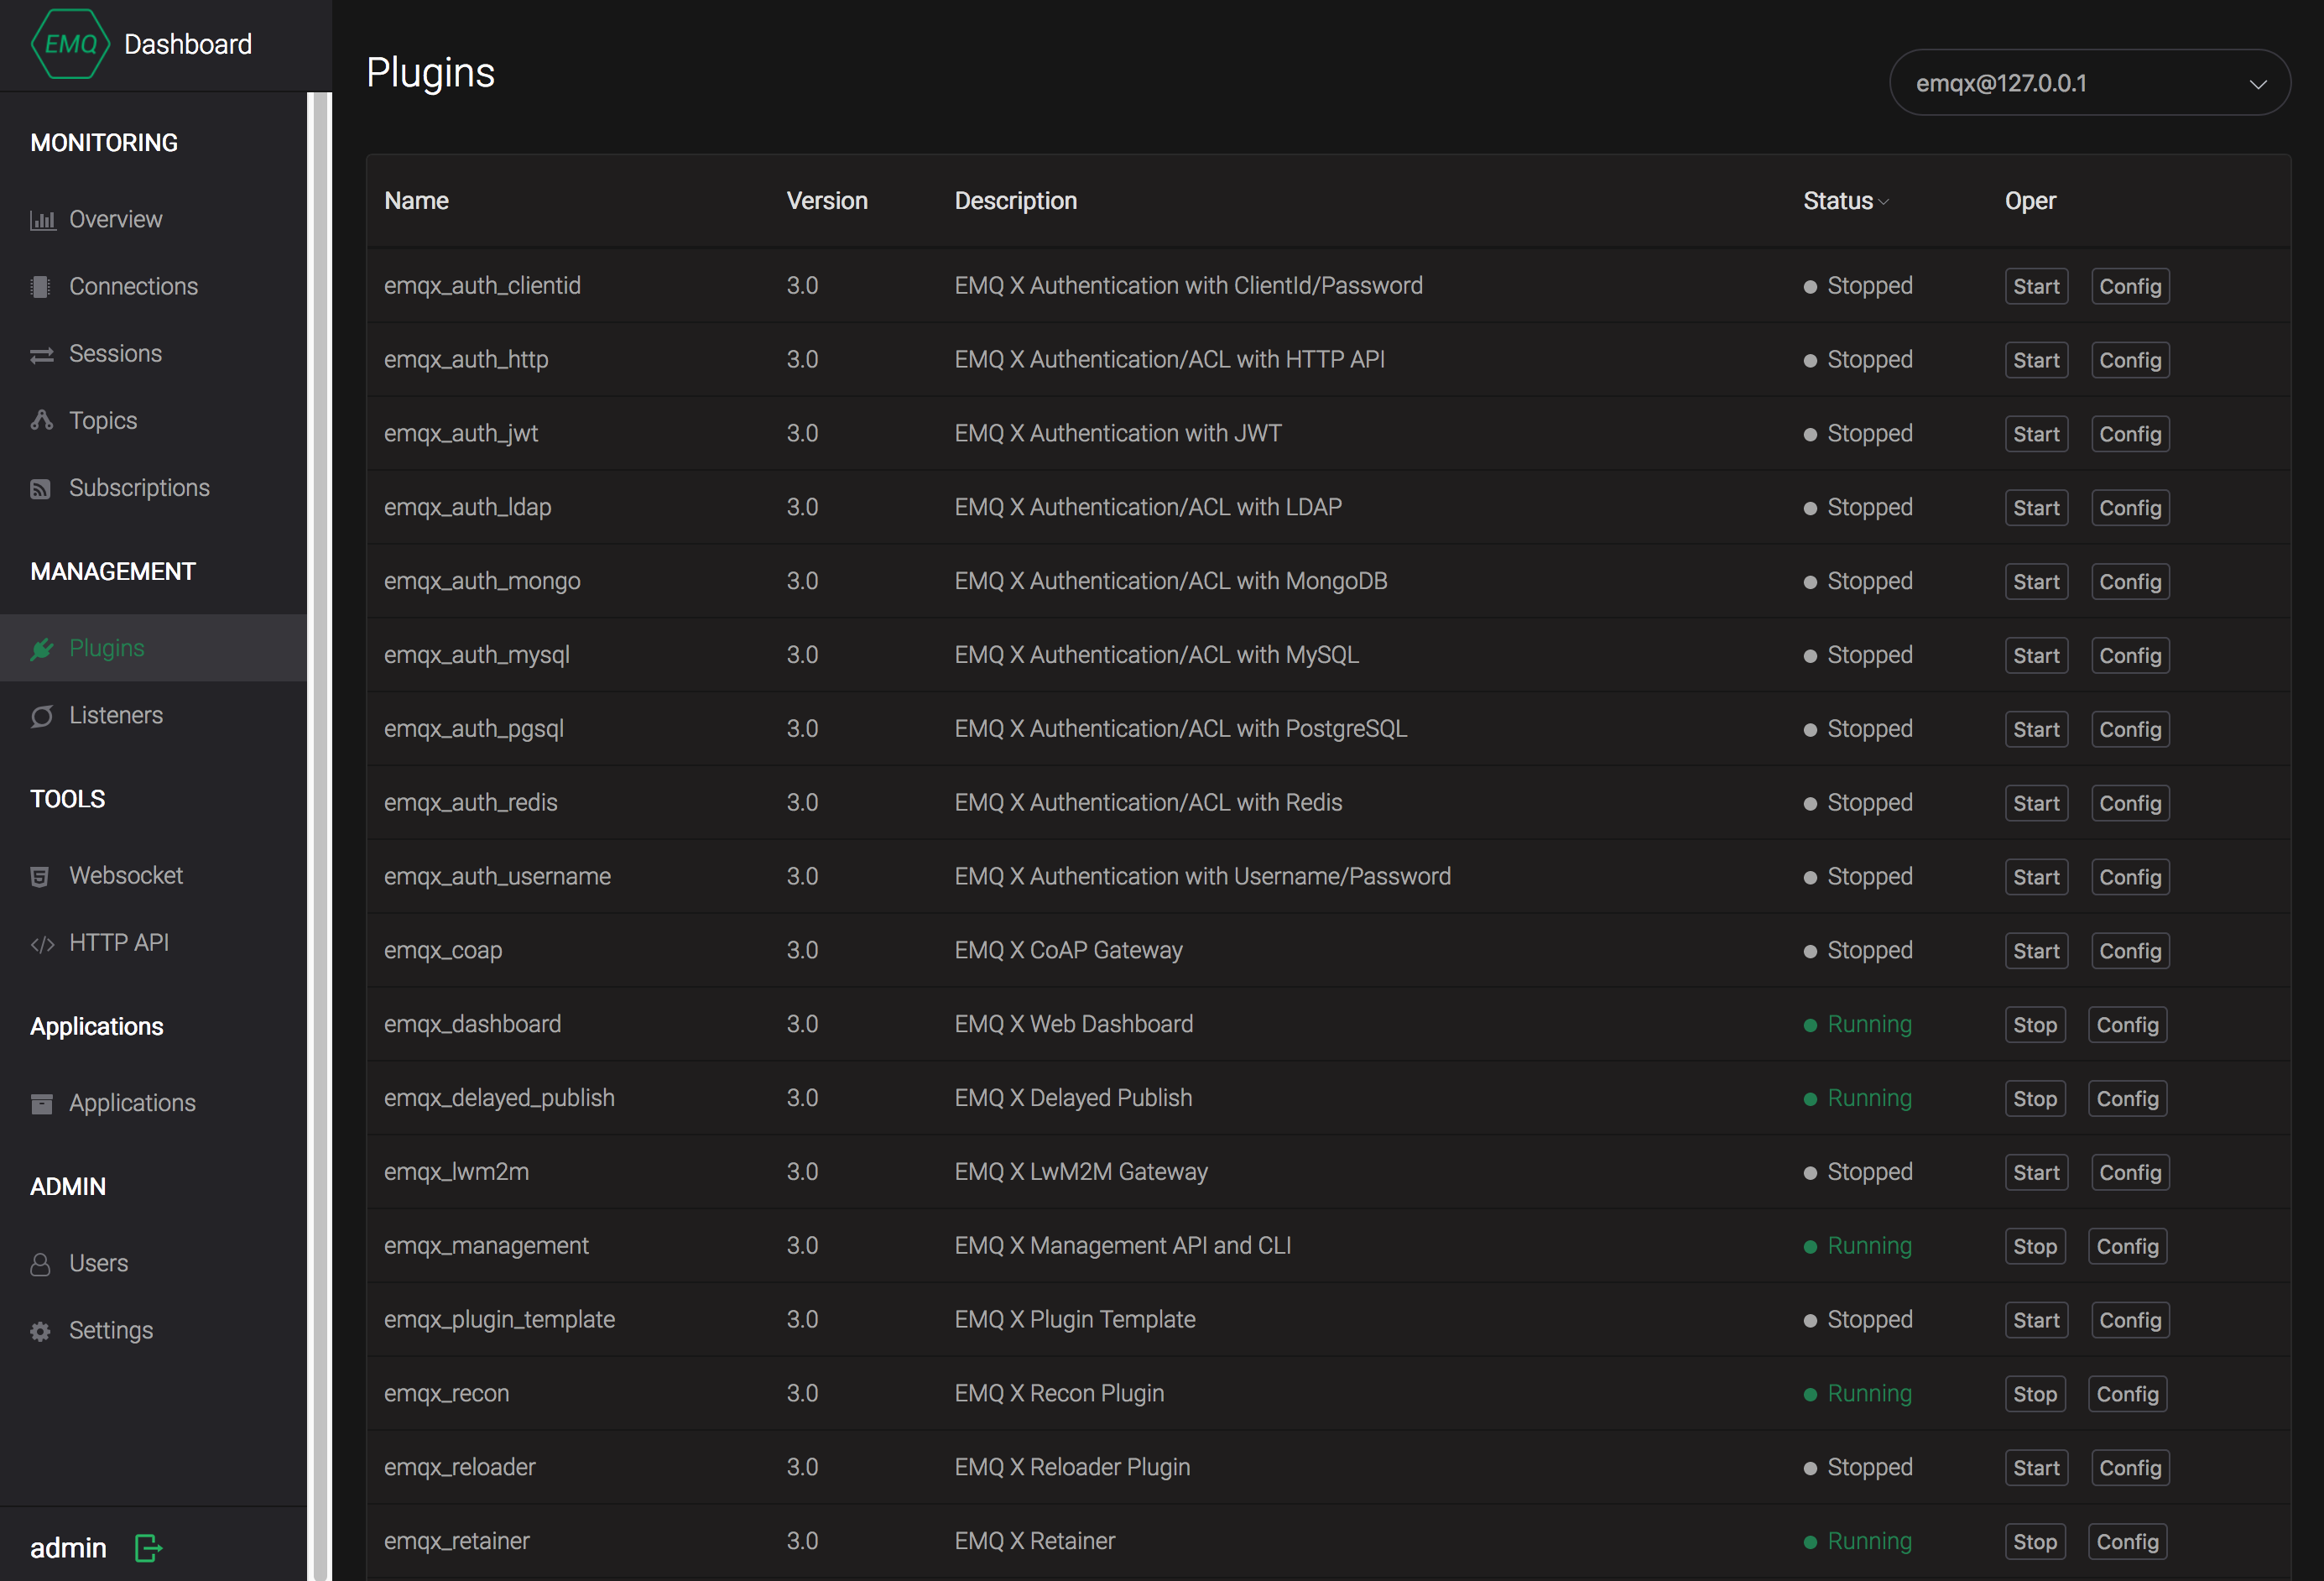 EMQ Dashboard
MONITORING
Overview
Connections
Sessions
Topics
Subscriptions
MANAGEMENT
Plugins
Listeners
TOOLS
Websocket
HTTP API
Applications
Applications
ADMIN
Users
Settings
admin
Plugins
emqx@127.0.0.1
Name Version Description Status Oper
emqx_auth_clientid 3.0 EMQ X Authentication with ClientId/Password Stopped Start Config
emqx_auth_http 3.0 EMQ X Authentication/ACL with HTTP API Stopped Start Config
emqx_auth_jwt 3.0 EMQ X Authentication with JWT Stopped Start Config
emqx_auth_ldap 3.0 EMQ X Authentication/ACL with LDAP Stopped Start Config
emqx_auth_mongo 3.0 EMQ X Authentication/ACL with MongoDB Stopped Start Config
emqx_auth_mysql 3.0 EMQ X Authentication/ACL with MySQL Stopped Start Config
emqx_auth_pgsql 3.0 EMQ X Authentication/ACL with PostgreSQL Stopped Start Config
emqx_auth_redis 3.0 EMQ X Authentication/ACL with Redis Stopped Start Config
emqx_auth_username 3.0 EMQ X Authentication with Username/Password Stopped Start Config
emqx_coap 3.0 EMQ X CoAP Gateway Stopped Start Config
emqx_dashboard 3.0 EMQ X Web Dashboard Running Stop Config
emqx_delayed_publish 3.0 EMQ X Delayed Publish Running Stop Config
emqx_lwm2m 3.0 EMQ X LwM2M Gateway Stopped Start Config
emqx_management 3.0 EMQ X Management API and CLI Running Stop Config
emqx_plugin_template 3.0 EMQ X Plugin Template Stopped Start Config
emqx_recon 3.0 EMQ X Recon Plugin Running Stop Config
emqx_reloader 3.0 EMQ X Reloader Plugin Stopped Start Config
emqx_retainer 3.0 EMQ X Retainer Running Stop Config